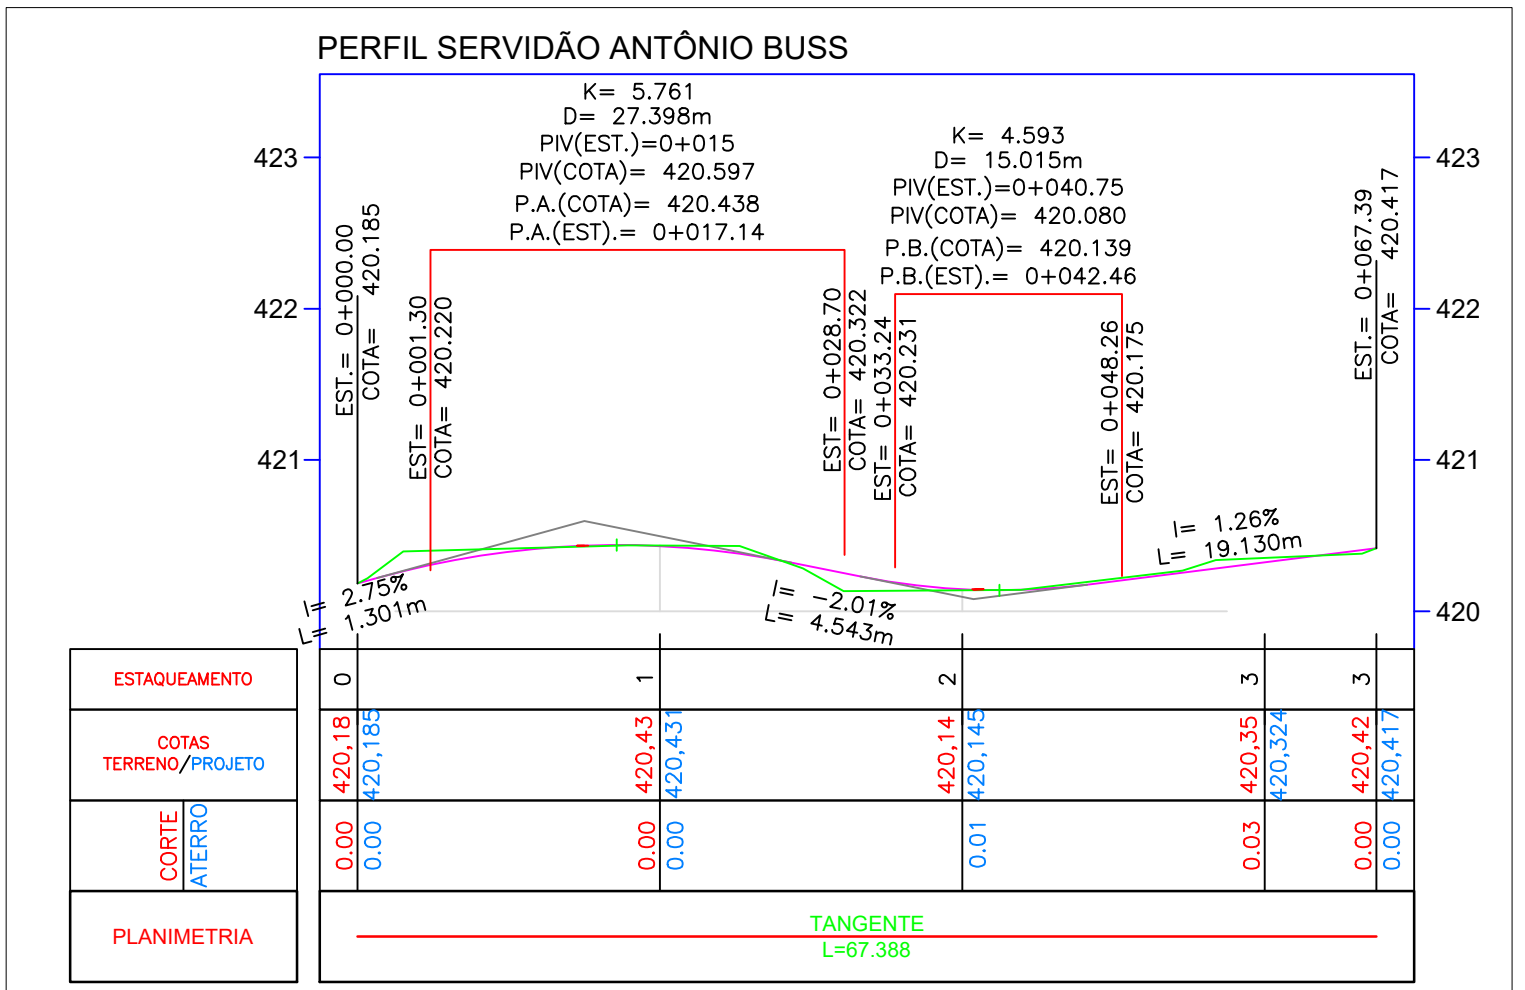 PERFIL SERVIDÃO ANTÔNIO BUSS
K= 5.761
D= 27.398m
PIV(EST.)=0+015
PIV(COTA)= 420.597
P.A.(COTA)= 420.438
P.A.(EST).= 0+017.14
K= 4.593
D= 15.015m
PIV(EST.)=0+040.75
PIV(COTA)= 420.080
P.B.(COTA)= 420.139
P.B.(EST).= 0+042.46
423
422
421
423
422
421
420
EST.= 0+000.00
COTA= 420.185
EST= 0+001.30
COTA= 420.220
EST= 0+028.70
COTA= 420.322
EST= 0+033.24
COTA= 420.231
EST= 0+048.26
COTA= 420.175
EST.= 0+067.39
COTA= 420.417
I= 2.75%
L= 1.301m
I= -2.01%
L= 4.543m
I= 1.26%
L= 19.130m
ESTAQUEAMENTO
0
1
2
3
3
COTAS
TERRENO/PROJETO
420,18
420,185
420,43
420,431
420,14
420,145
420,35
420,324
420,42
420,417
CORTE
ATERRO
0.00
0.00
0.00
0.00
0.01
0.03
0.00
0.00
PLANIMETRIA
TANGENTE
L=67.388